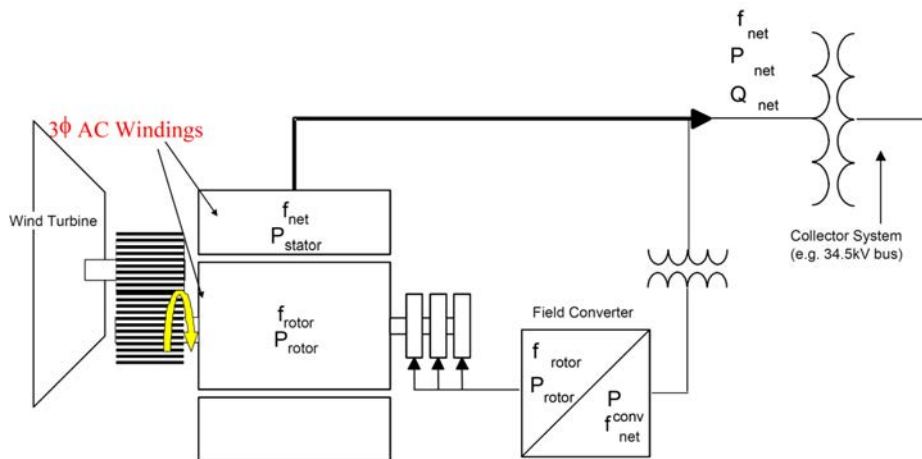 f net
P net
Q net
3ϕ AC Windings
Wind Turbine
f net
P stator
Collector System
(e.g. 34.5kV bus)
f rotor
P rotor
Field Converter
f rotor
P rotor
P conv
f net